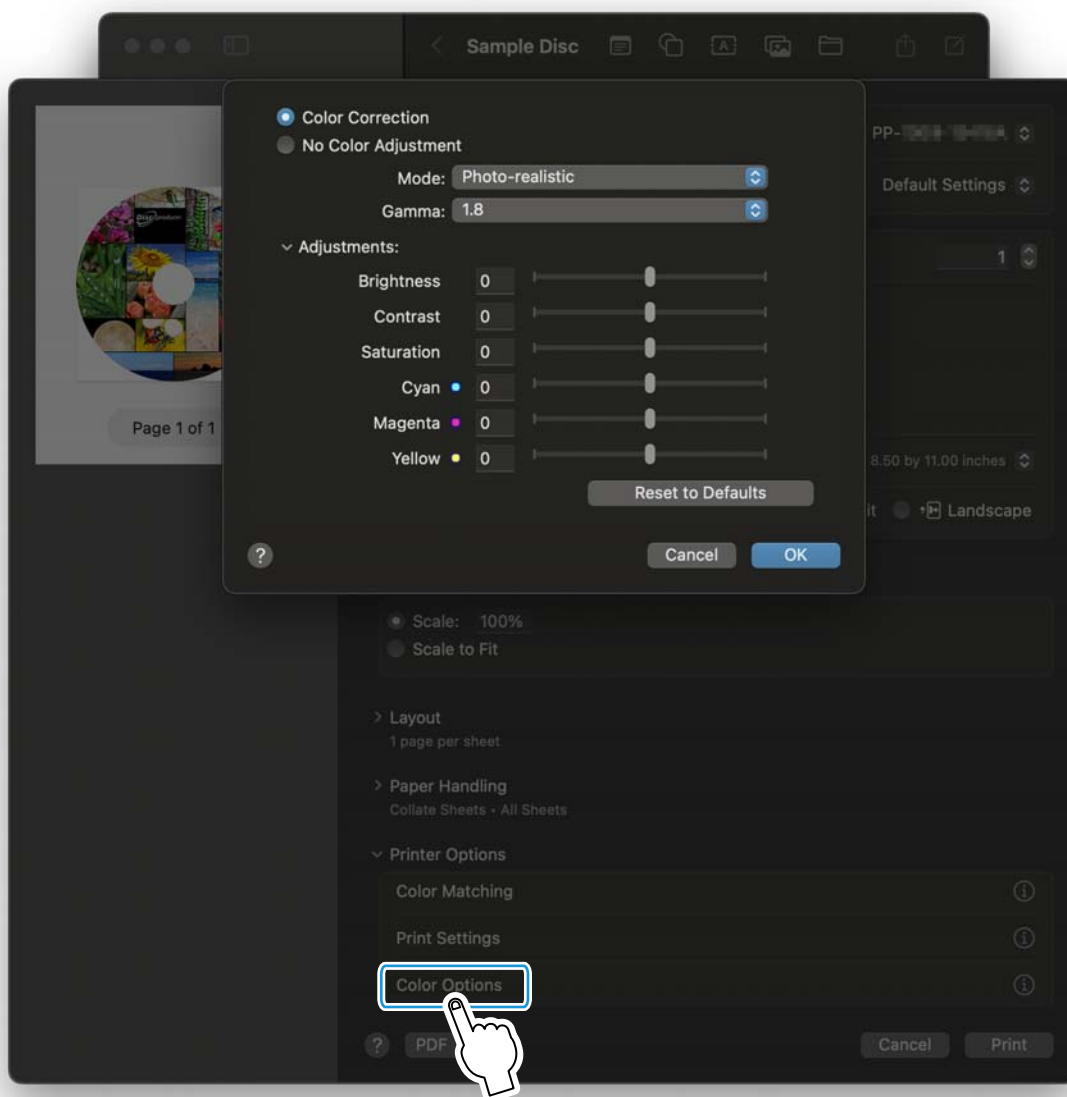 Sample Disc
Color Correction
No Color Adjustment
Mode: Photo-realistic
Gamma: 1.8
Adjustments:
Brightness 0
Contrast 0
Saturation 0
Cyan 0
Magenta 0
Yellow 0
Reset to Defaults
? Cancel OK
PP-
Default Settings
1
8.50 by 11.00 inches
it Landscape
Page 1 of 1
Scale: 100%
Scale to Fit
Layout
1 page per sheet
Paper Handling
Collate Sheets • All Sheets
Printer Options
Color Matching
Print Settings
Color Options
? PDF Cancel Print